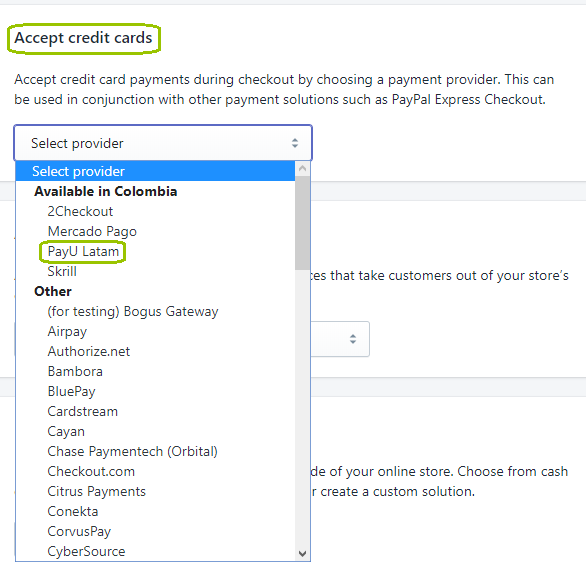 Accept credit cards
Accept credit card payments during checkout by choosing a payment provider. This can
be used in conjunction with other payment solutions such as PayPal Express Checkout.
Select provider
Select provider
Available in Colombia
2Checkout
Mercado Pago
PayU Latam
Skrill
that take customers out of your store's
Other
(for testing) Bogus Gateway
Airpay
Authorize.net
Bambora
BluePay
Cardstream
Cayan
Chase Paymentech (Orbital)
Checkout.com
of your online store. Choose from cash
Citrus Payments
create a custom solution.
Conekta
CorvusPay
CyberSource